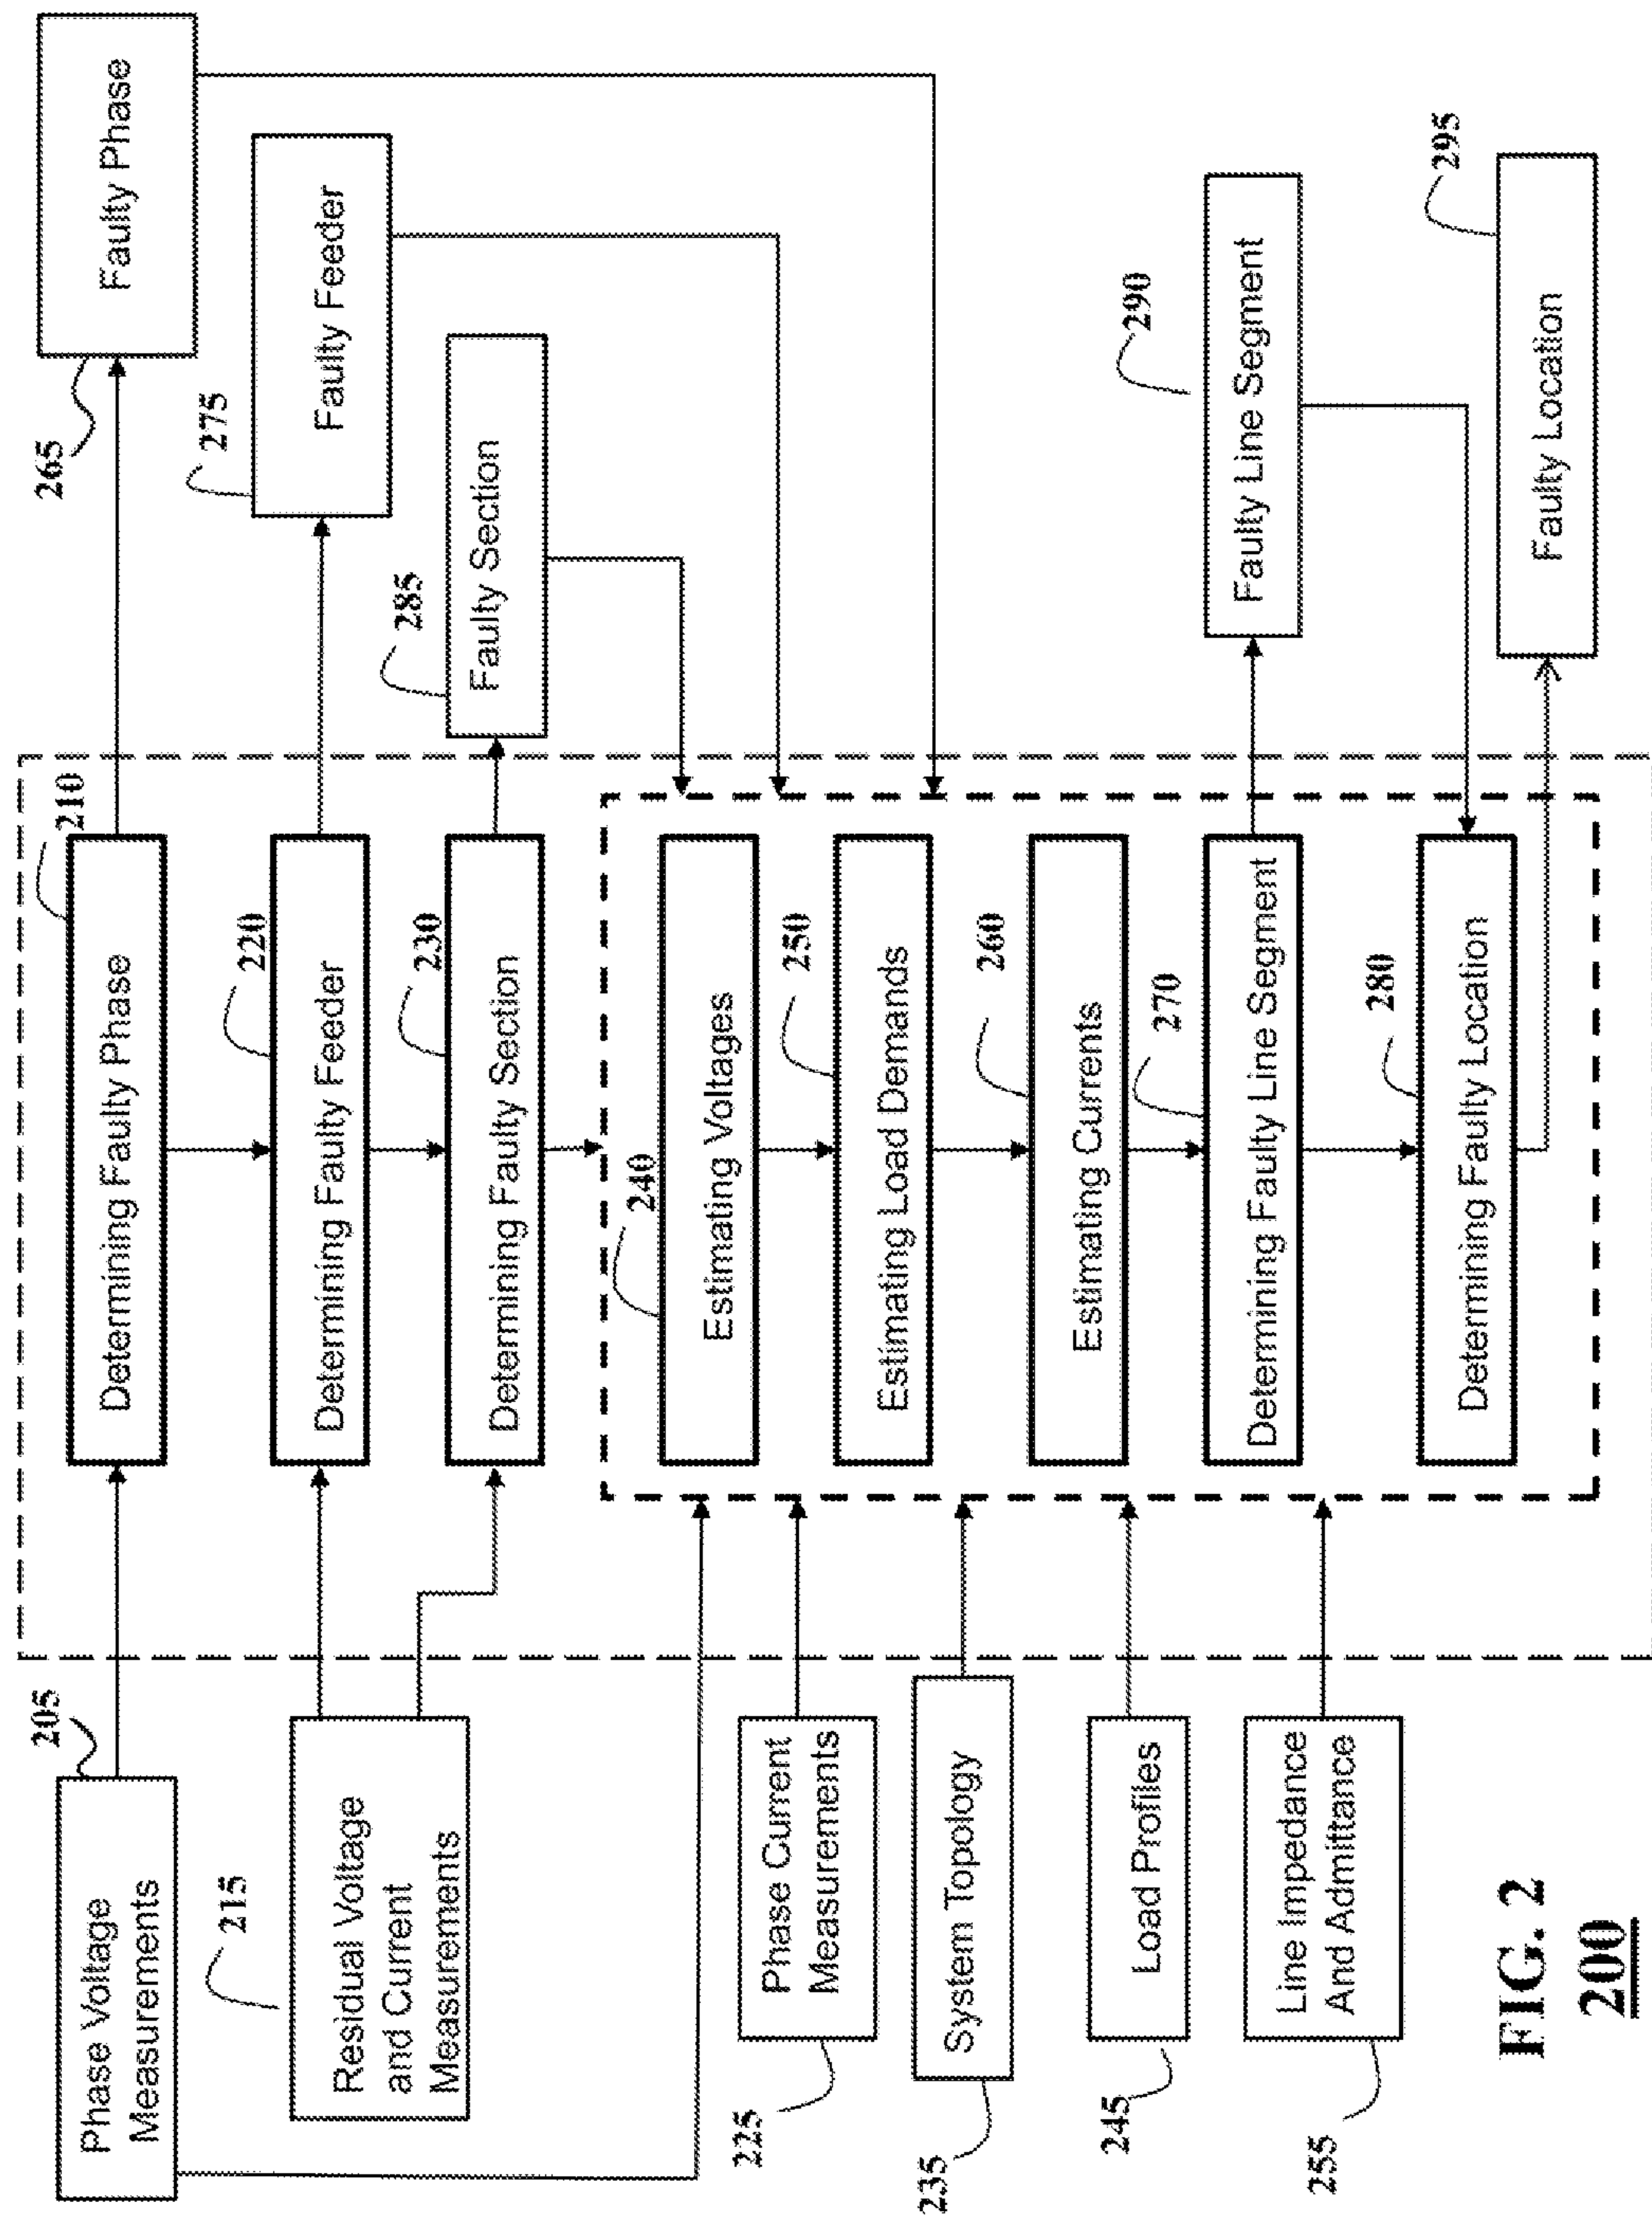 205
Phase Voltage
Measurements
215
Residual Voltage
and Current
Measurements
225
Phase Current
Measurements
235
System Topology
245
Load Profiles
255
Line Impedance
And Admittance
210
Determining Faulty Phase
220
Determining Faulty Feeder
230
Determining Faulty Section
240
Estimating Voltages
250
Estimating Load Demands
260
Estimating Currents
270
Determining Faulty Line Segment
280
Determining Faulty Location
265
Faulty Phase
275
Faulty Feeder
285
Faulty Section
290
Faulty Line Segment
295
Faulty Location
FIG. 2
200